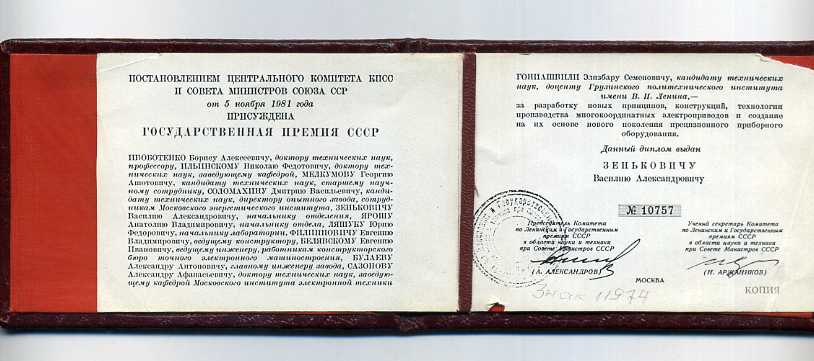 ПОСТАНОВЛЕНИЕМ ЦЕНТРАЛЬНОГО КОМИТЕТА КПСС
И СОВЕТА МИНИСТРОВ СОЮЗА ССР
от 5 ноября 1981 года
ПРИСУЖДЕНА
ГОСУДАРСТВЕННАЯ ПРЕМИЯ СССР
ИВОБОТЕНКО Борису Алексеевичу, доктору технических наук,
профессору, ИЛЬИНСКОМУ Николаю Федотовичу, доктору тех-
нических наук, заведующему кафедрой, МЕЛКУМОВУ Георгию
Ашотовичу, кандидату технических наук, старшему науч-
ному сотруднику, СОЛОМАХИНУ Дмитрию Васильевичу, канди-
дату технических наук, директору опытного завода, сотруд-
никам Московского энергетического института, ЗЕНЬКОВИЧУ
Василию Александровичу, начальнику отделения, ЯРОШУ
Анатолию Владимировичу, начальнику отдела, ЛЯШУКУ Юрию
Федоровичу, начальнику лаборатории, ФИЛИППОВИЧУ Евгению
Владимировичу, ведущему конструктору, БЕЛЯВСКОМУ Евгению
Ивановичу, ведущему инженеру, работникам конструкторского
бюро точного электронного машиностроения, БУЛАЕВУ
Александру Антоновичу, главному инженеру завода, САЗОНОВУ
Александру Афанасьевичу, доктору технических наук, заведую-
щему кафедрой Московского института электронной техники
ГОНИАШВИЛИ Элизбару Семеновичу, кандидату технических
наук, доценту Грузинского политехнического института
имени В. И. Ленина,—
за разработку новых принципов, конструкций, технологии
производства многокоординатных электроприводов и создание
на их основе нового поколения прецизионного приборного
оборудования.
Данный диплом выдан
ЗЕНЬКОВИЧУ
Василию Александровичу
№ 10757
Председатель Комитета
по Ленинским и Государственным
премиям СССР
в области науки и техники
при Совете Министров СССР
(А. АЛЕКСАНДРОВ)
Ученый секретарь Комитета
по Ленинским и Государственным
премиям СССР
в области науки и техники
при Совете Министров СССР
(Н. АРЖАНИКОВ)
МОСКВА
Знак 11974
КОПИЯ